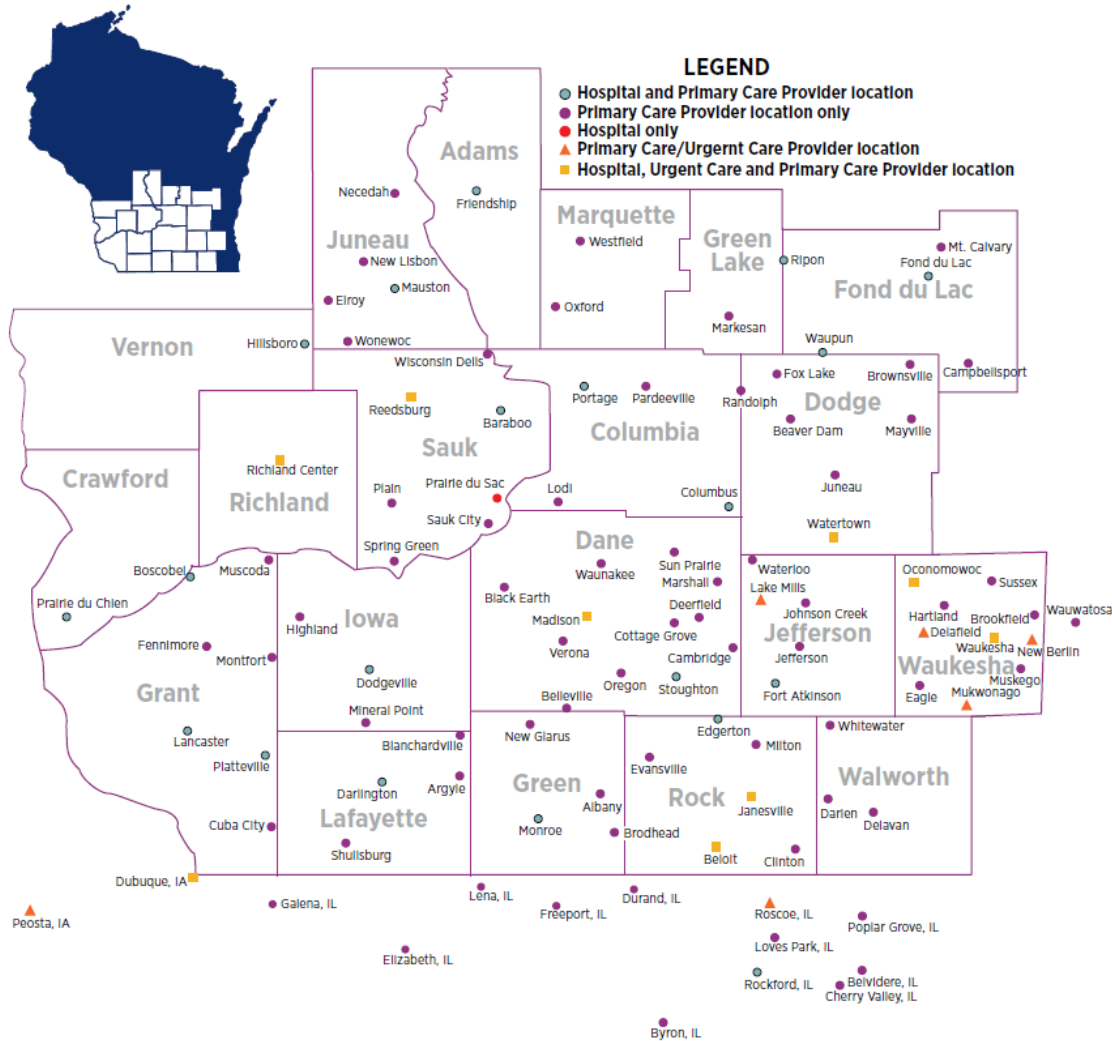 LEGEND
Hospital and Primary Care Provider location
Primary Care Provider location only
Hospital only
Primary Care/Urgernt Care Provider location
Hospital, Urgent Care and Primary Care Provider location
Adams
Necedah
Friendship
Marquette
Juneau
Westfield
Green
Lake
Mt. Calvary
New Lisbon
Ripon
Fond du Lac
Fond du Lac
Mauston
Elroy
Oxford
Markesan
Vernon
Hillsboro
Wonewoc
Waupun
Wisconsin Dells
Fox Lake
Brownsville
Campbellsport
Reedsburg
Portage
Pardeeville
Randolph
Dodge
Baraboo
Columbia
Beaver Dam
Mayville
Sauk
Richland Center
Crawford
Richland
Prairie du Sac
Plain
Lodi
Columbus
Juneau
Sauk City
Watertown
Spring Green
Dane
Boscobel
Muscoda
Waunakee
Sun Prairie
Marshall
Waterloo
Lake Mills
Oconomowoc
Sussex
Prairie du Chien
Black Earth
Iowa
Highland
Madison
Deerfield
Johnson Creek
Hartland
Brookfield
Wauwatosa
Cottage Grove
Jefferson
Delafield
Fennimore
Verona
Waukesha
New Berlin
Montfort
Cambridge
Jefferson
Waukesha
Dodgeville
Oregon
Stoughton
Fort Atkinson
Muskego
Grant
Eagle
Mukwonago
Belleville
Mineral Point
Lancaster
Blanchardville
New Glarus
Edgerton
Milton
Whitewater
Platteville
Evansville
Walworth
Darlington
Argyle
Green
Albany
Rock
Janesville
Lafayette
Darien
Delavan
Cuba City
Monroe
Brodhead
Shullsburg
Beloit
Clinton
Dubuque, IA
Lena, IL
Durand, IL
Galena, IL
Freeport, IL
Roscoe, IL
Peosta, IA
Poplar Grove, IL
Loves Park, IL
Elizabeth, IL
Rockford, IL
Belvidere, IL
Cherry Valley, IL
Byron, IL